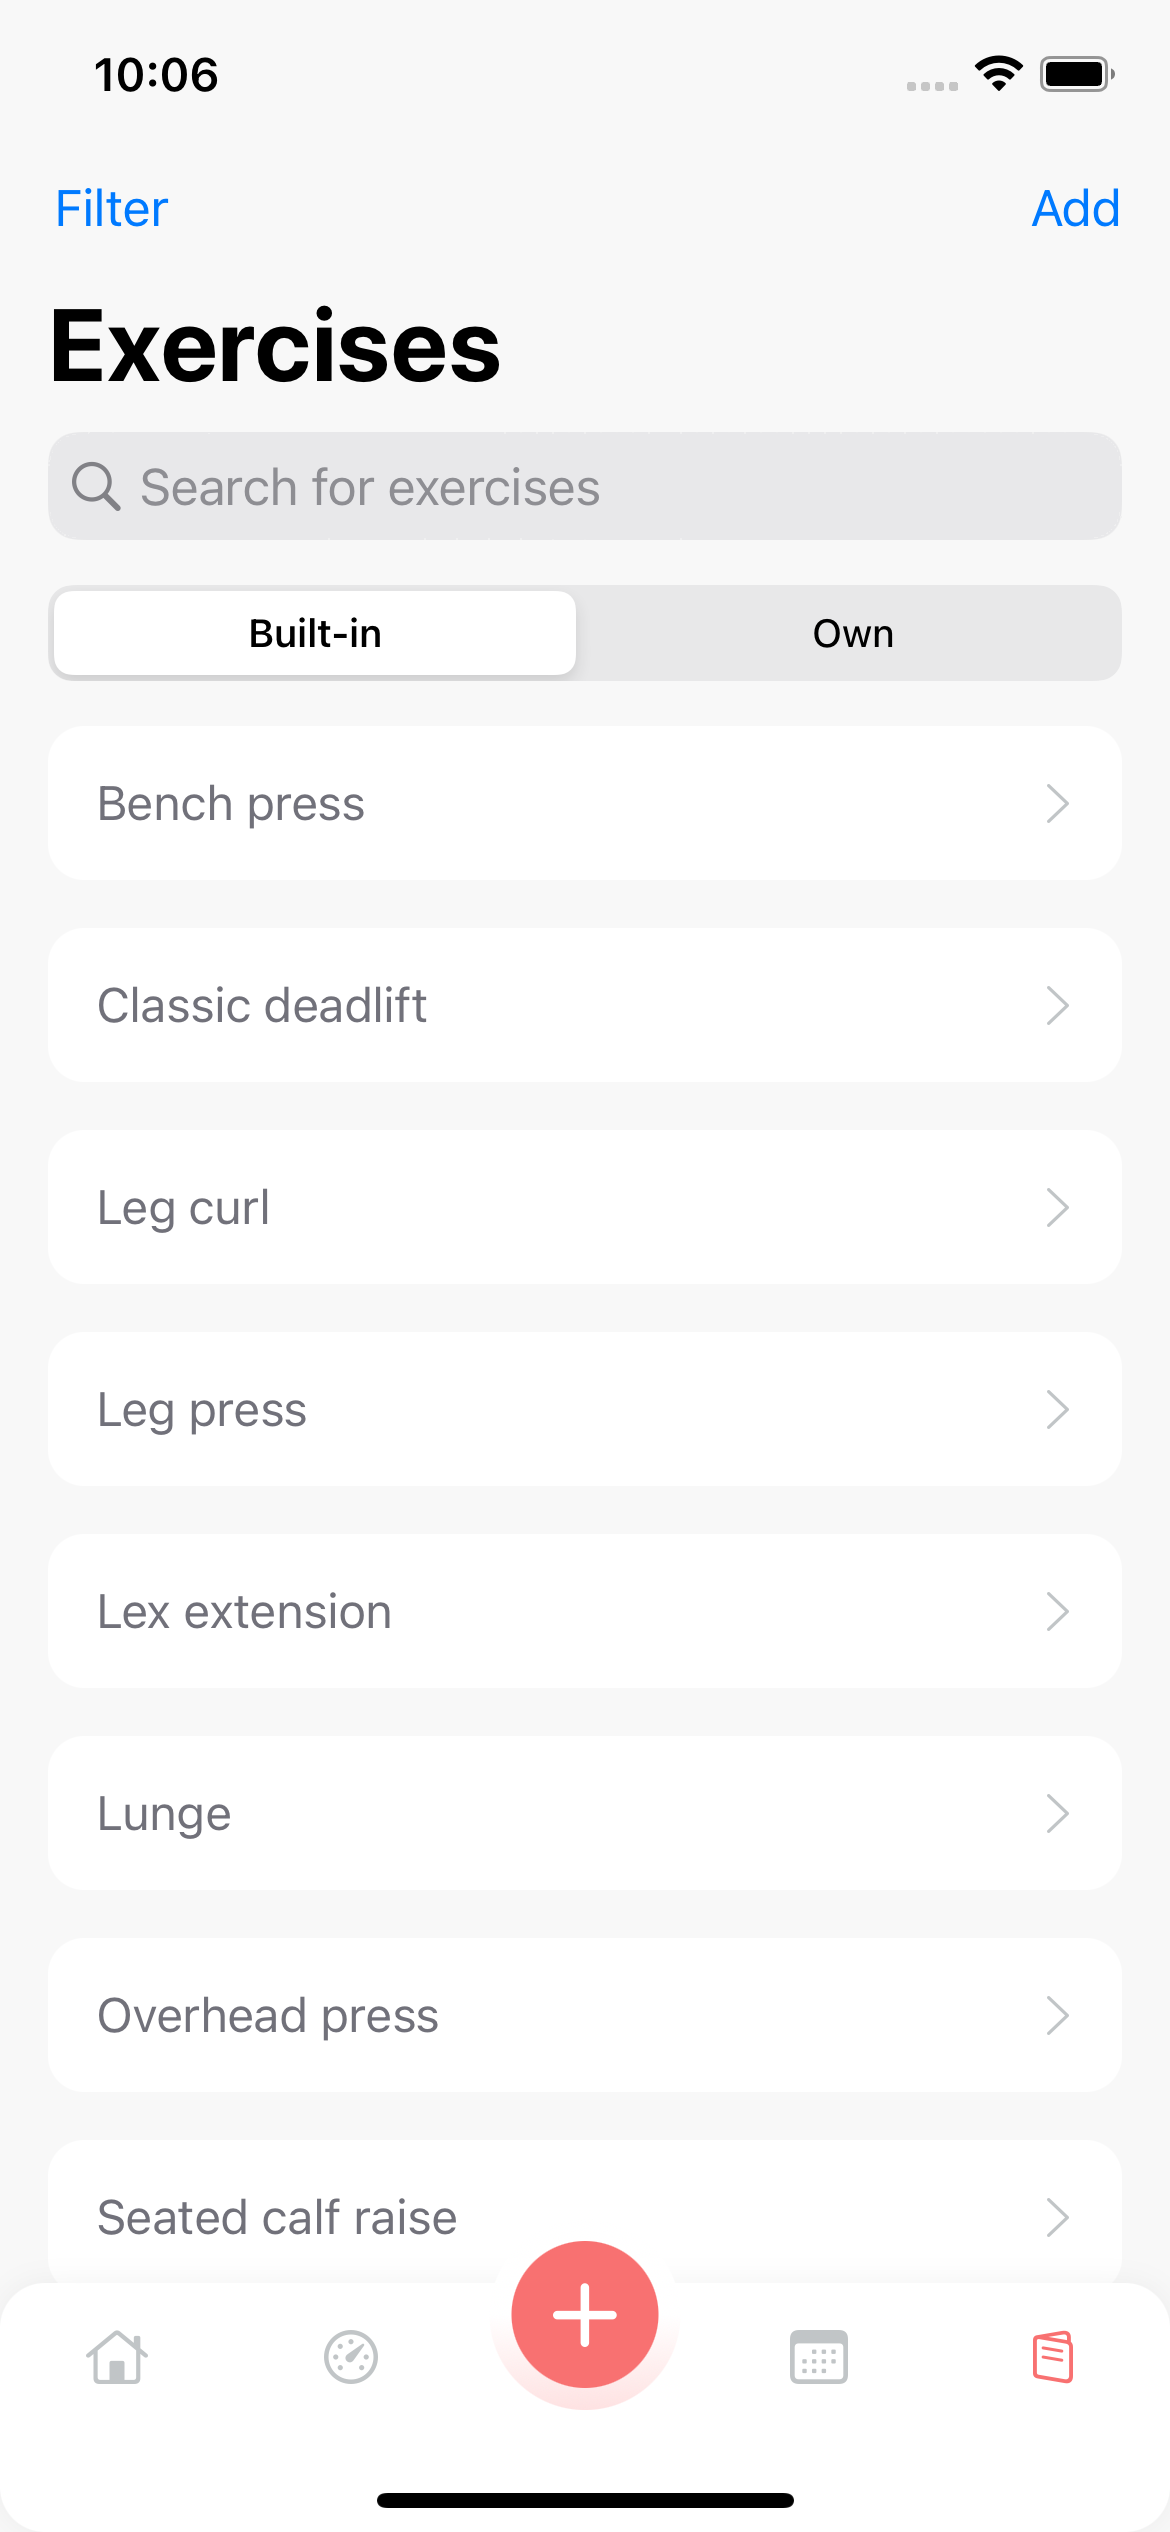 10:06
Filter
Add
Exercises
Search for exercises
Built-in
Own
Bench press
Classic deadlift
Leg curl
Leg press
Lex extension
Lunge
Overhead press
Seated calf raise